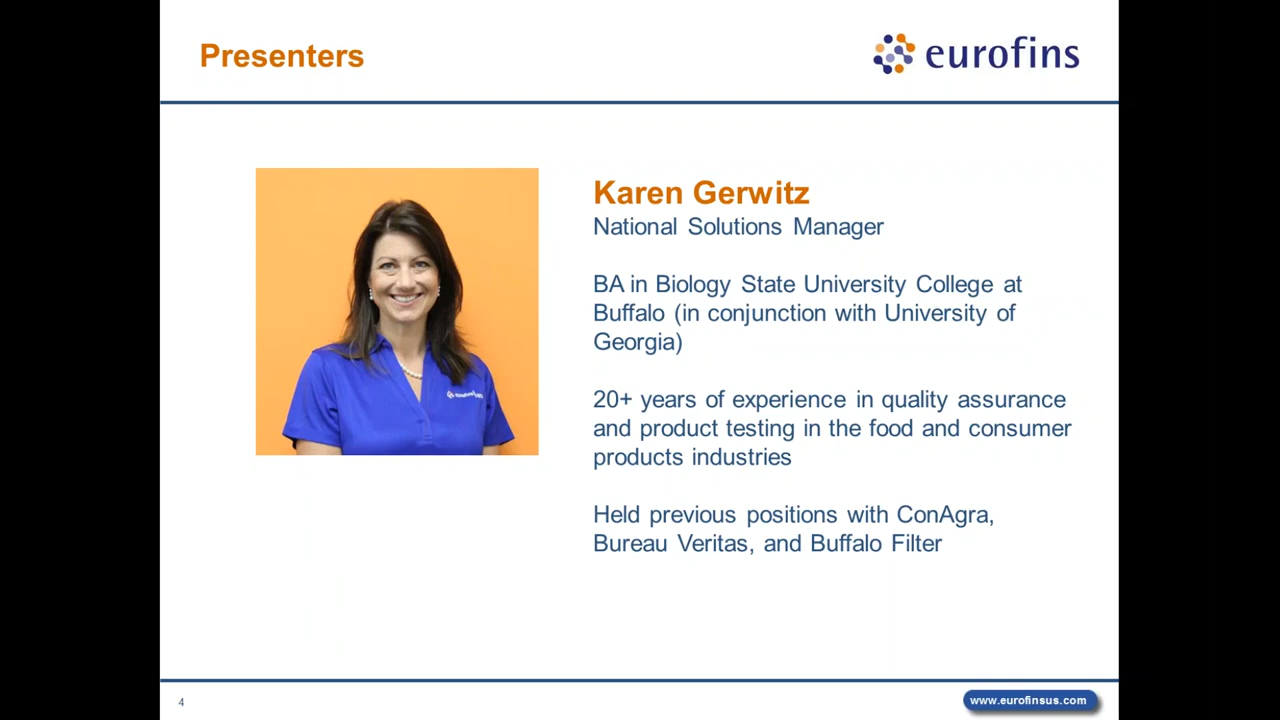 Presenters
eurofins
Karen Gerwitz
National Solutions Manager
BA in Biology State University College at
Buffalo (in conjunction with University of
Georgia)
20+ years of experience in quality assurance
and product testing in the food and consumer
products industries
Held previous positions with ConAgra,
Bureau Veritas, and Buffalo Filter
4
www.eurofinsus.com